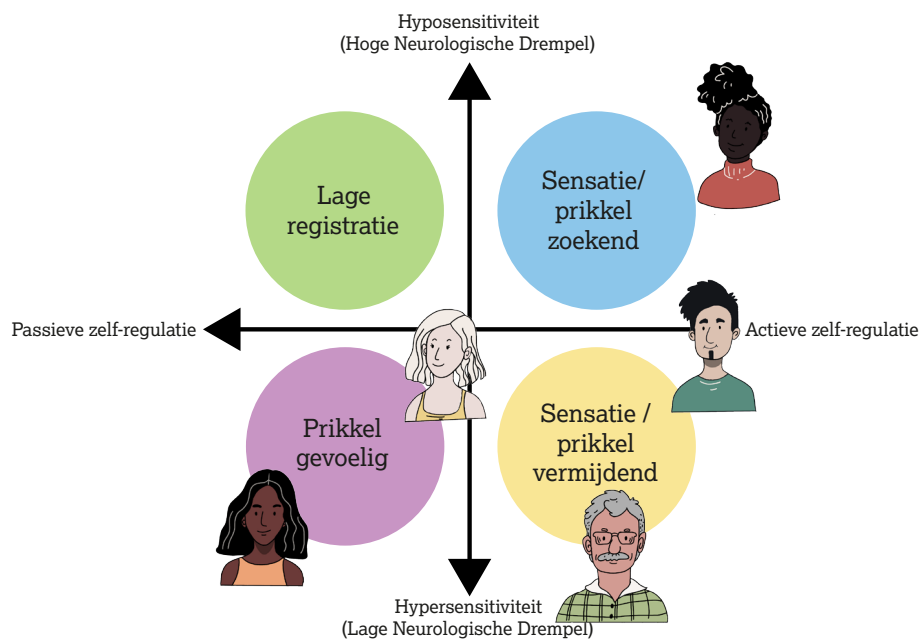 Hyposensitiviteit
(Hoge Neurologische Drempel)
Lage
registratie
Sensatie/
prikkel
zoekend
Passieve zelf-regulatie
Actieve zelf-regulatie
Prikkel
gevoelig
Sensatie /
prikkel
vermijdend
Hypersensitiviteit
(Lage Neurologische Drempel)